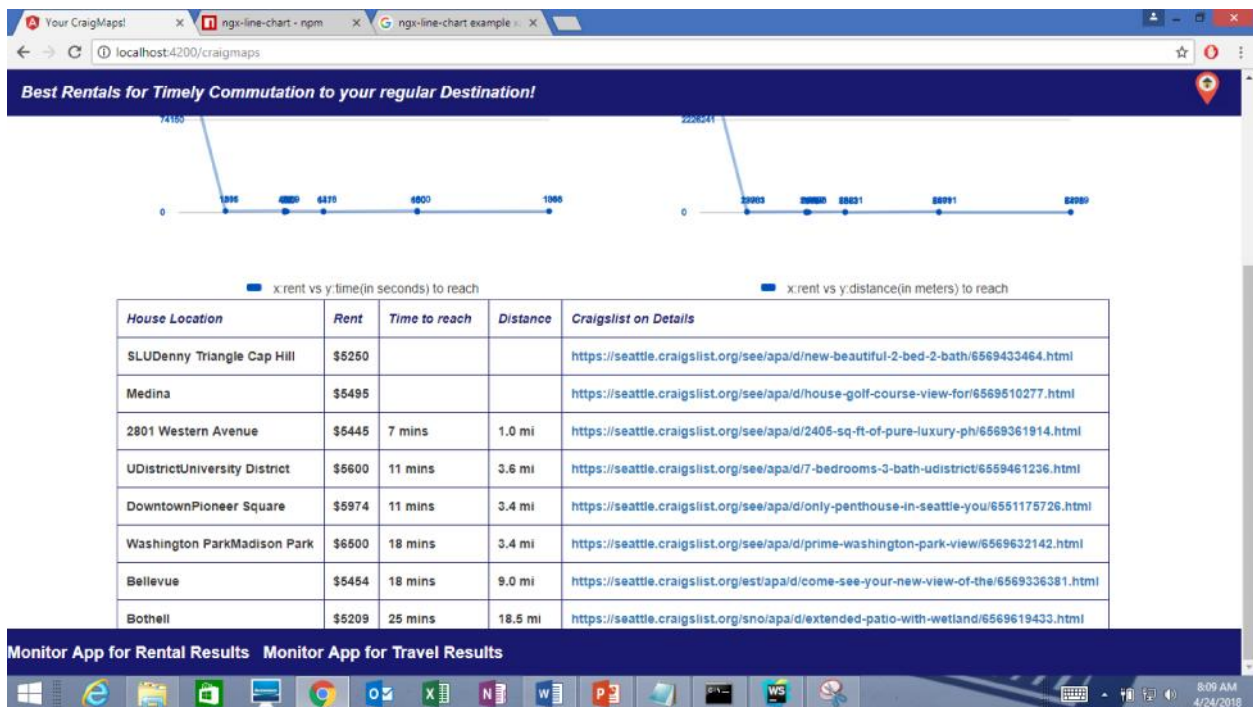 Your CraigMaps! ngx-line-chart - npm ngx-line-chart example
localhost:4200/craigmaps
Best Rentals for Timely Commutation to your regular Destination!
74160 2226241
6 1600
0 0
x:rent vs y:time(in seconds) to reach x:rent vs y:distance(in meters) to reach
House Location Rent Time to reach Distance Craigslist on Details
SLUDenny Triangle Cap Hill $5250 https://seattle.craigslist.org/see/apa/d/new-beautiful-2-bed-2-bath/6569433464.html
Medina $5495 https://seattle.craigslist.org/see/apa/d/house-golf-course-view-for/6569510277.html
2801 Western Avenue $5445 7 mins 1.0 mi https://seattle.craigslist.org/see/apa/d/2405-sq-ft-of-pure-luxury-ph/6569361914.html
UDistrictUniversity District $5600 11 mins 3.6 mi https://seattle.craigslist.org/see/apa/d/7-bedrooms-3-bath-udistrict/6559461236.html
DowntownPioneer Square $5974 11 mins 3.4 mi https://seattle.craigslist.org/see/apa/d/only-penthouse-in-seattle-you/6551175726.html
Washington ParkMadison Park $6500 18 mins 3.4 mi https://seattle.craigslist.org/see/apa/d/prime-washington-park-view/6569632142.html
Bellevue $5454 18 mins 9.0 mi https://seattle.craigslist.org/est/apa/d/come-see-your-new-view-of-the/6569336381.html
Bothell $5209 25 mins 18.5 mi https://seattle.craigslist.org/sno/apa/d/extended-patio-with-wetland/6569619433.html
Monitor App for Rental Results Monitor App for Travel Results
8:09 AM
4/24/2018